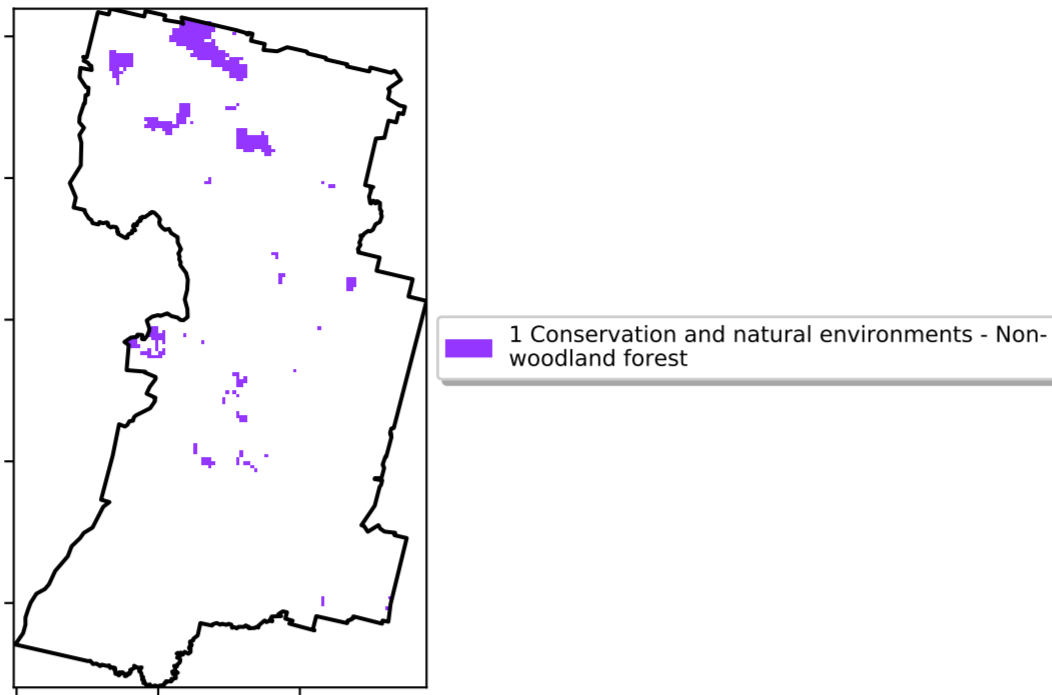 1 Conservation and natural environments - Non-
woodland forest